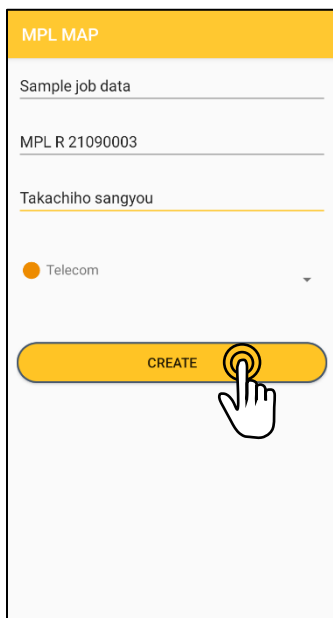 MPL MAP
Sample job data
MPL R 21090003
Takachiho sangyou
Telecom
CREATE